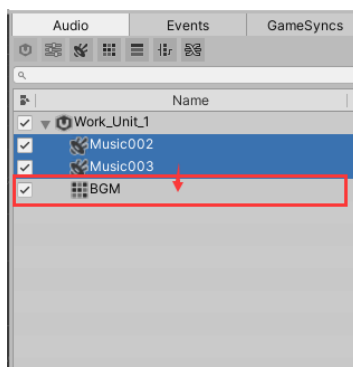 Audio Events GameSyncs
Name
Work_Unit_1
Music002
Music003
BGM